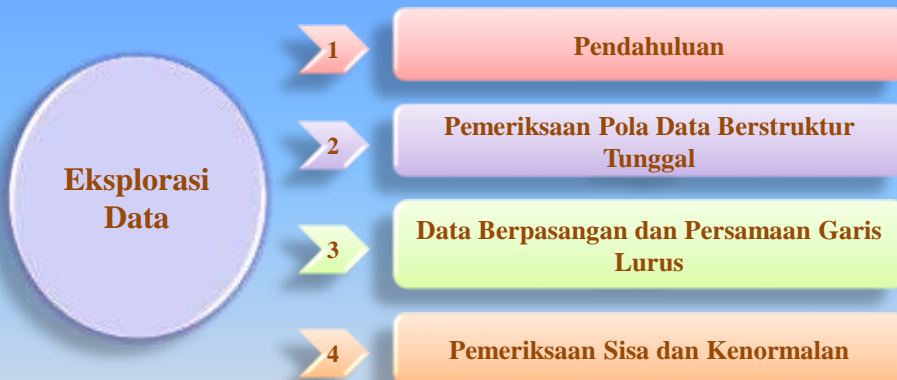 Eksplorasi
Data
1
Pendahuluan
2
Pemeriksaan Pola Data Berstruktur
Tunggal
3
Data Berpasangan dan Persamaan Garis
Lurus
4
Pemeriksaan Sisa dan Kenormalan